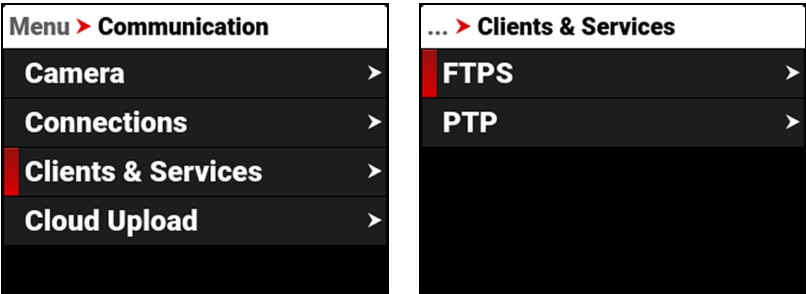 Menu ➤ Communication
Camera ➤
Connections ➤
Clients & Services ➤
Cloud Upload ➤
... ➤ Clients & Services
FTPS ➤
PTP ➤